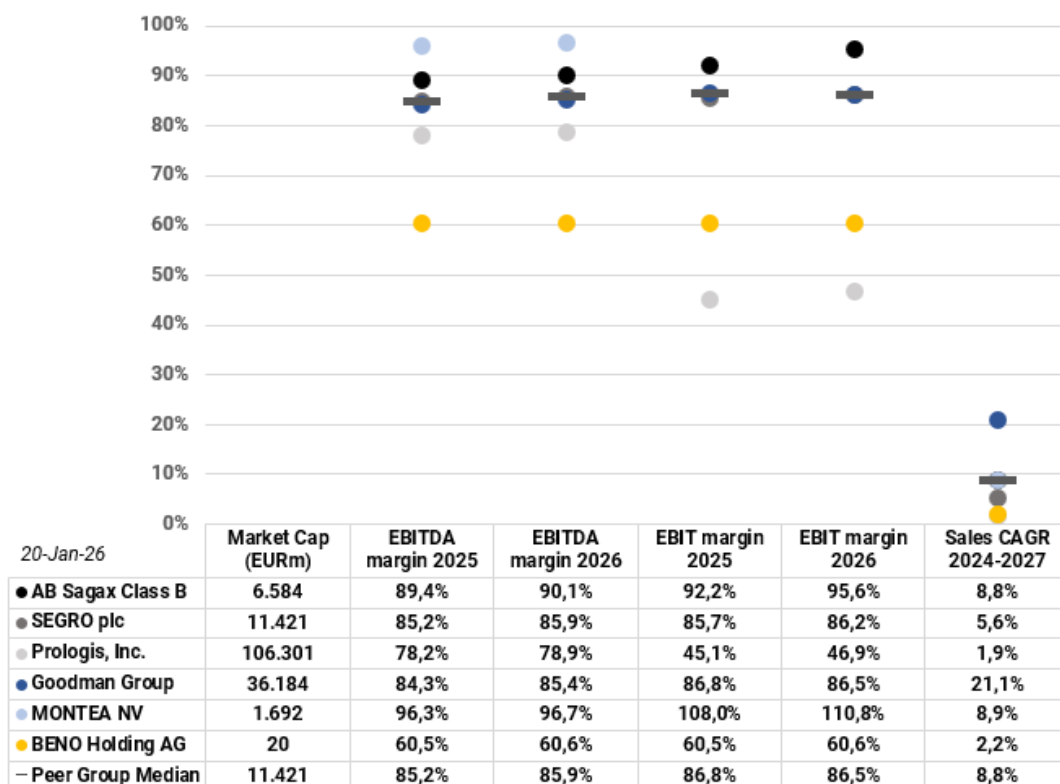 100%
90%
80%
70%
60%
50%
40%
30%
20%
10%
0%
20-Jan-26 Market Cap (EURm) EBITDA margin 2025 EBITDA margin 2026 EBIT margin 2025 EBIT margin 2026 Sales CAGR 2024-2027
AB Sagax Class B 6.584 89,4% 90,1% 92,2% 95,6% 8,8%
SEGRO plc 11.421 85,2% 85,9% 85,7% 86,2% 5,6%
Prologis, Inc. 106.301 78,2% 78,9% 45,1% 46,9% 1,9%
Goodman Group 36.184 84,3% 85,4% 86,8% 86,5% 21,1%
MONTEA NV 1.692 96,3% 96,7% 108,0% 110,8% 8,9%
BENO Holding AG 20 60,5% 60,6% 60,5% 60,6% 2,2%
Peer Group Median 11.421 85,2% 85,9% 86,8% 86,5% 8,8%